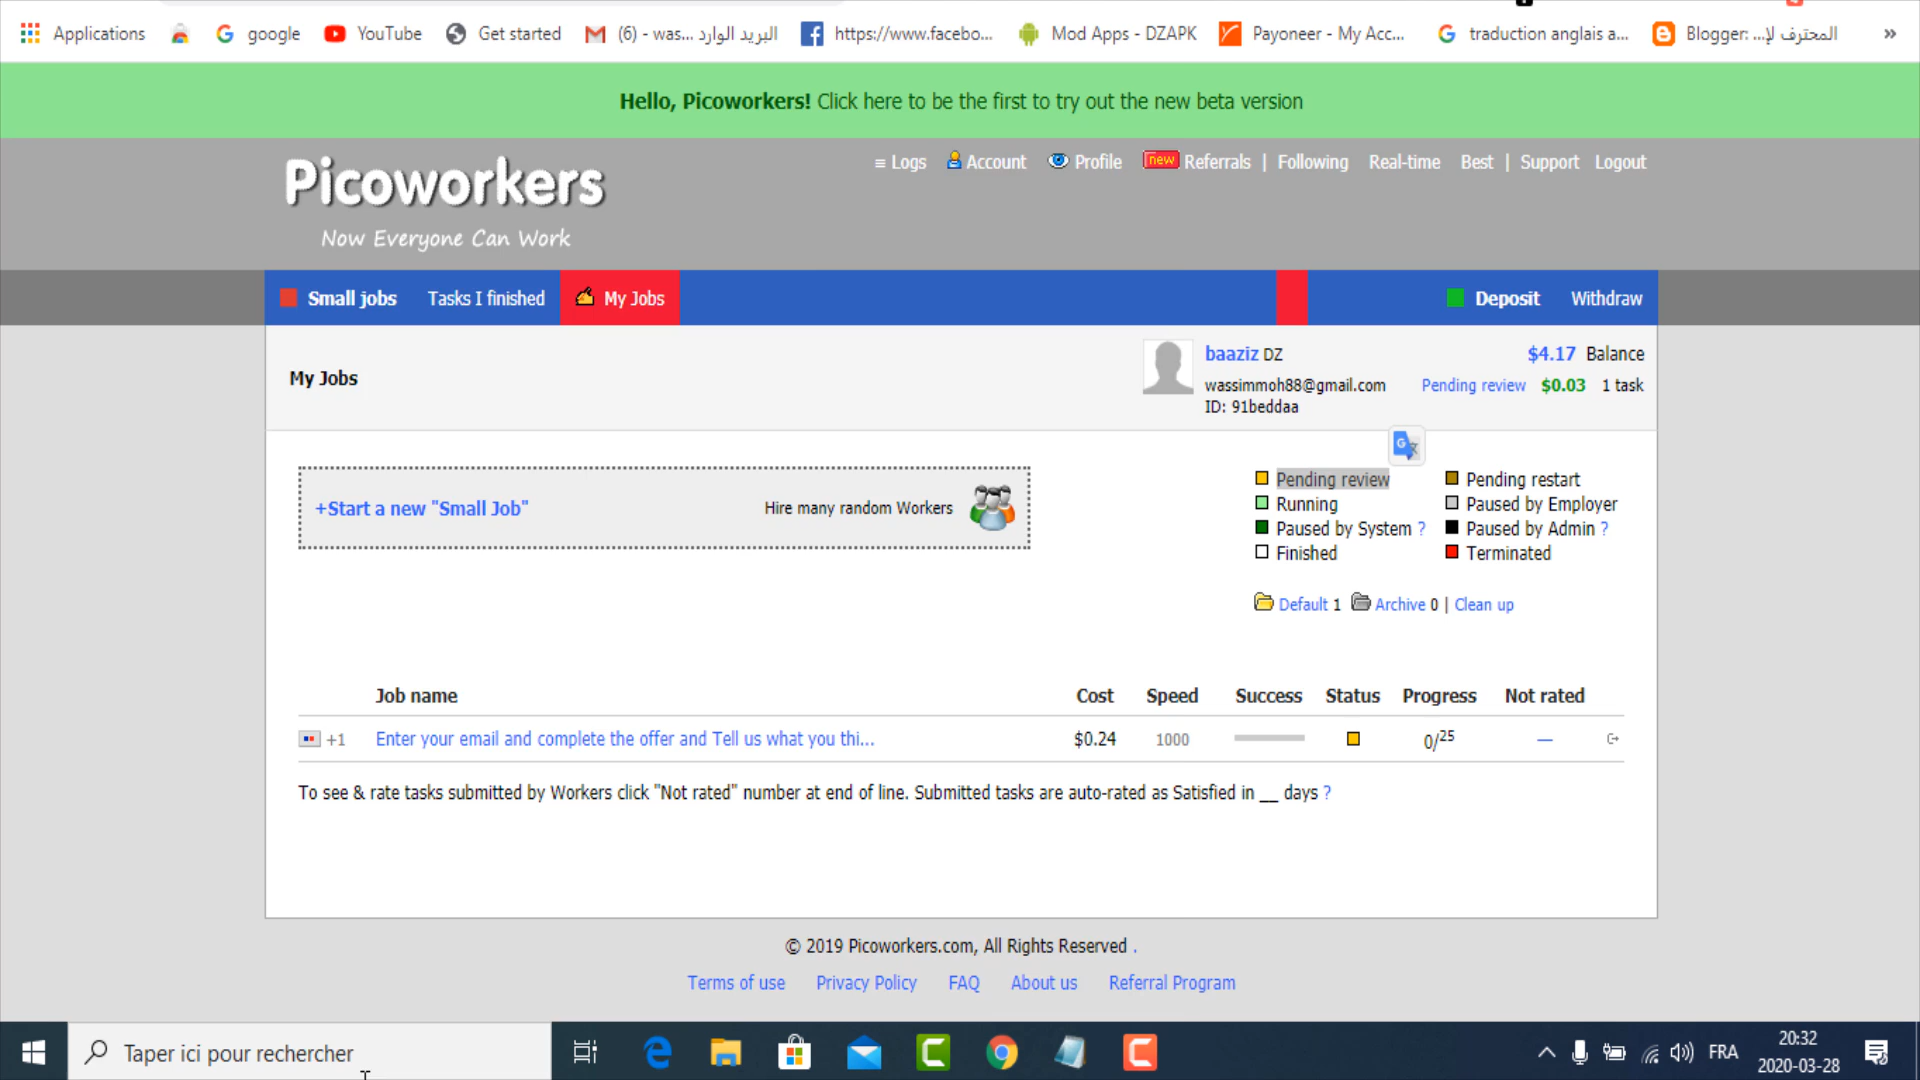 Applications google YouTube Get started البريد الوارد (6) - was... https://www.facebo... Mod Apps - DZAPK Payoneer - My Acc... traduction anglais a... Blogger: المحترف لإ... »
Hello, Picoworkers! Click here to be the first to try out the new beta version
≡ Logs Account Profile new Referrals | Following Real-time Best | Support Logout
Picoworkers
Now Everyone Can Work
Small jobs Tasks I finished My Jobs Deposit Withdraw
My Jobs
baaziz DZ $4.17 Balance
wassimmoh88@gmail.com Pending review $0.03 1 task
ID: 91beddaa
+Start a new "Small Job" Hire many random Workers
Pending review Pending restart
Running Paused by Employer
Paused by System ? Paused by Admin ?
Finished Terminated
Default 1 Archive 0 | Clean up
Job name Cost Speed Success Status Progress Not rated
+1 Enter your email and complete the offer and Tell us what you thi... $0.24 1000 0/25 —
To see & rate tasks submitted by Workers click "Not rated" number at end of line. Submitted tasks are auto-rated as Satisfied in __ days ?
© 2019 Picoworkers.com, All Rights Reserved .
Terms of use Privacy Policy FAQ About us Referral Program
Taper ici pour rechercher FRA 20:32
2020-03-28